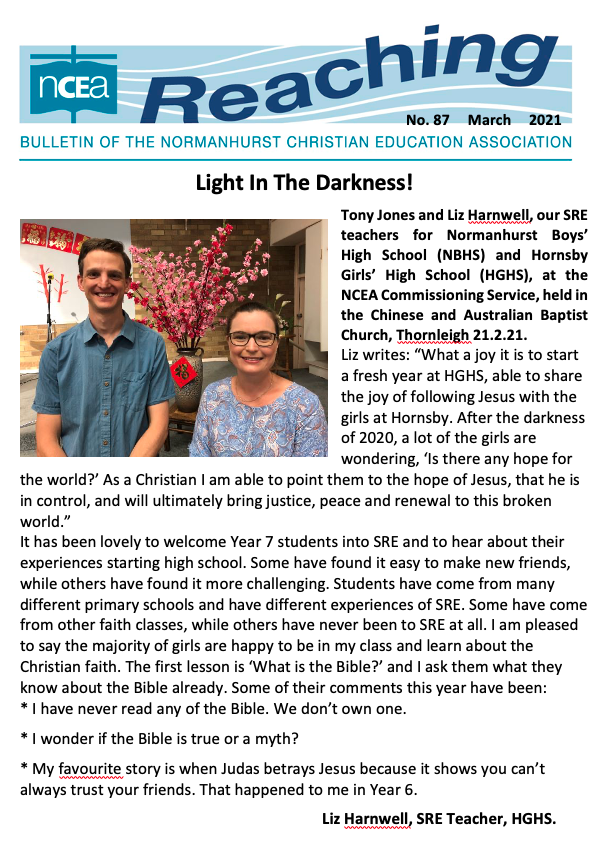 ncea
Reaching
No. 87 March 2021
BULLETIN OF THE NORMANHURST CHRISTIAN EDUCATION ASSOCIATION
Light In The Darkness!
Tony Jones and Liz Harnwell, our SRE
teachers for Normanhurst Boys’
High School (NBHS) and Hornsby
Girls’ High School (HGHS), at the
NCEA Commissioning Service, held in
the Chinese and Australian Baptist
Church, Thornleigh 21.2.21.
Liz writes: “What a joy it is to start
a fresh year at HGHS, able to share
the joy of following Jesus with the
girls at Hornsby. After the darkness
of 2020, a lot of the girls are
wondering, ‘Is there any hope for
the world?’ As a Christian I am able to point them to the hope of Jesus, that he is
in control, and will ultimately bring justice, peace and renewal to this broken
world.”
It has been lovely to welcome Year 7 students into SRE and to hear about their
experiences starting high school. Some have found it easy to make new friends,
while others have found it more challenging. Students have come from many
different primary schools and have different experiences of SRE. Some have come
from other faith classes, while others have never been to SRE at all. I am pleased
to say the majority of girls are happy to be in my class and learn about the
Christian faith. The first lesson is ‘What is the Bible?’ and I ask them what they
know about the Bible already. Some of their comments this year have been:
* I have never read any of the Bible. We don’t own one.
* I wonder if the Bible is true or a myth?
* My favourite story is when Judas betrays Jesus because it shows you can’t
always trust your friends. That happened to me in Year 6.
Liz Harnwell, SRE Teacher, HGHS.